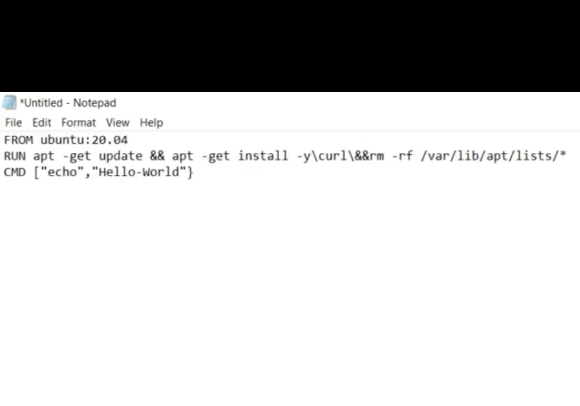 *Untitled - Notepad
File Edit Format View Help
FROM ubuntu:20.04
RUN apt -get update && apt -get install -y\curl\&&rm -rf /var/lib/apt/lists/*
CMD ["echo","Hello-World"}